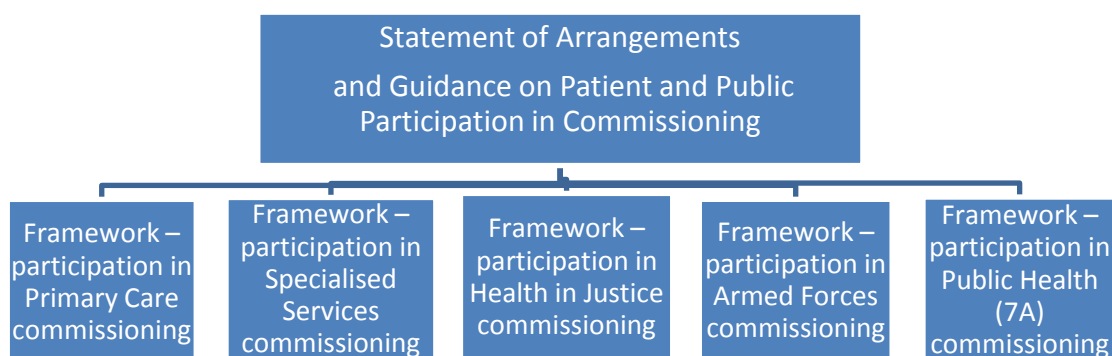 Statement of Arrangements
and Guidance on Patient and Public
Participation in Commissioning
Framework –
participation in
Primary Care
commissioning
Framework –
participation in
Specialised
Services
commissioning
Framework –
participation in
Health in Justice
commissioning
Framework –
participation in
Armed Forces
commissioning
Framework –
participation in
Public Health
(7A)
commissioning